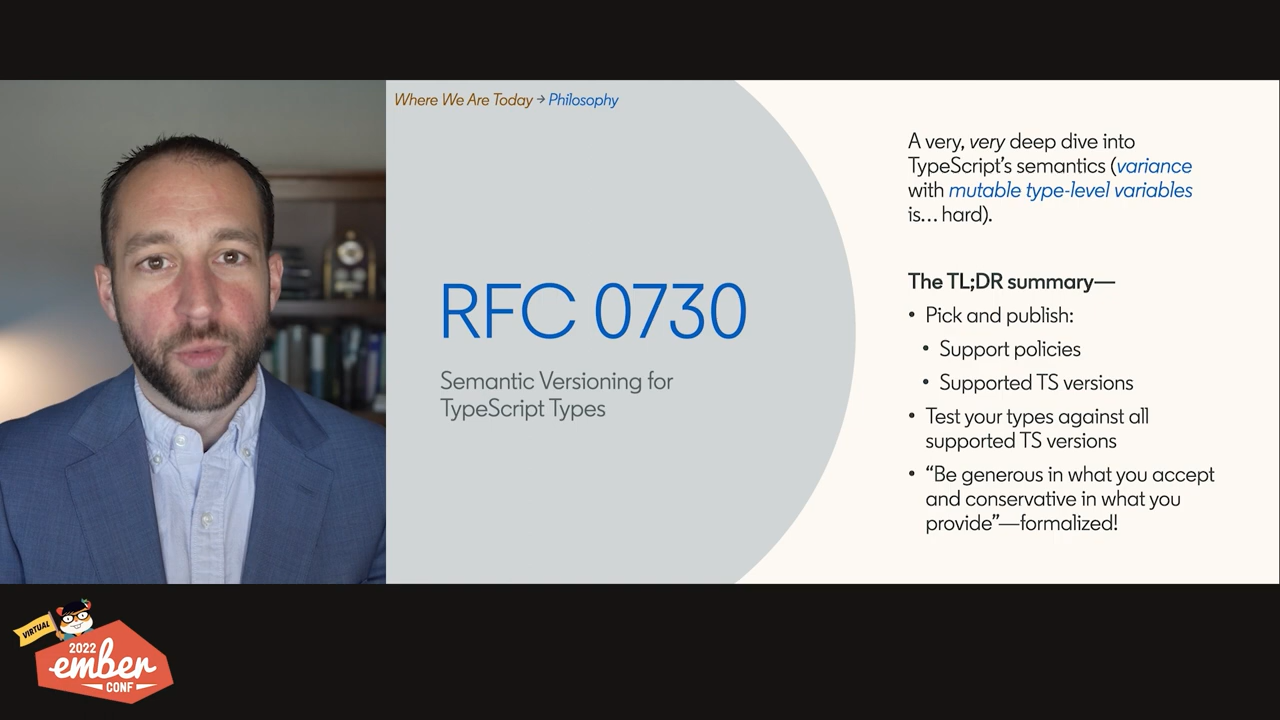 Where We Are Today → Philosophy
RFC 0730
Semantic Versioning for
TypeScript Types
A very, very deep dive into
TypeScript’s semantics (variance
with mutable type-level variables
is… hard).
The TL;DR summary—
• Pick and publish:
• Support policies
• Supported TS versions
• Test your types against all
supported TS versions
• “Be generous in what you accept
and conservative in what you
provide”—formalized!
VIRTUAL
2022
ember
CONF